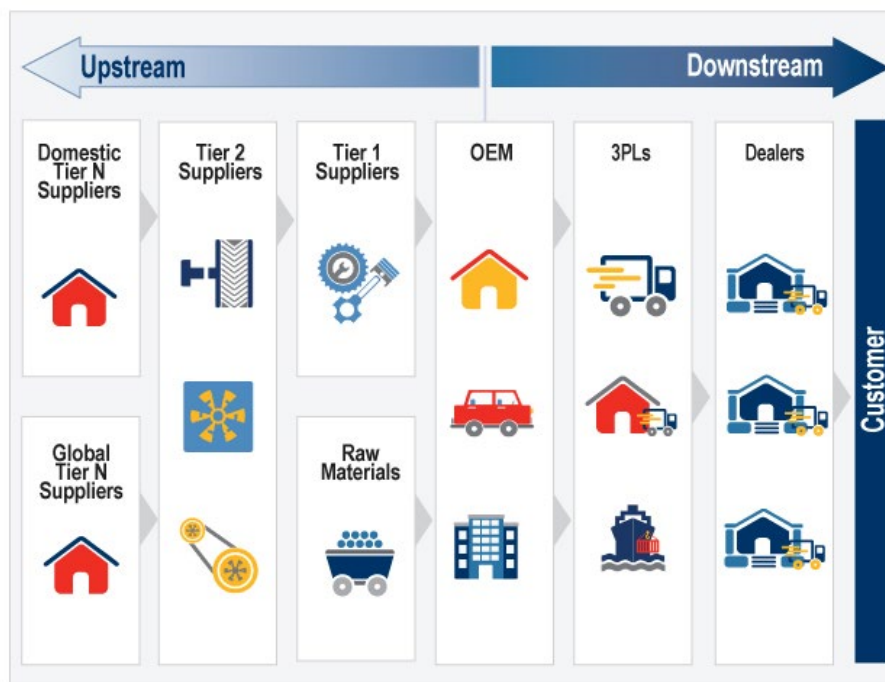 Upstream
Downstream
Domestic
Tier N
Suppliers
Tier 2
Suppliers
Tier 1
Suppliers
OEM
3PLs
Dealers
Global
Tier N
Suppliers
Raw
Materials
Customer